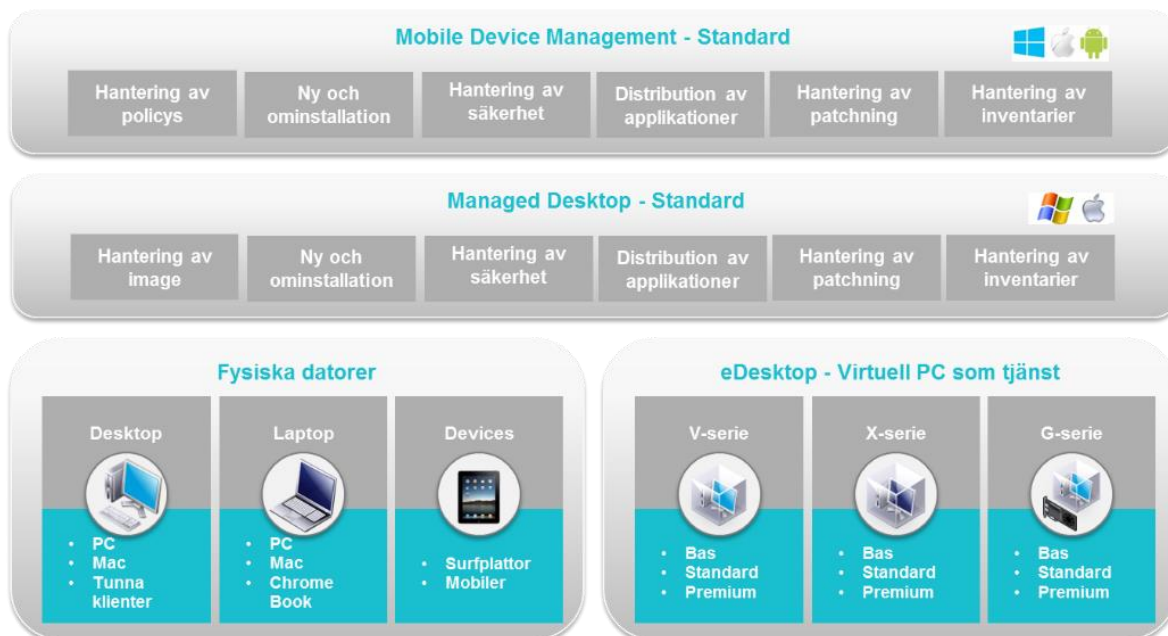 Mobile Device Management - Standard
Hantering av
policys
Ny och
ominstallation
Hantering av
säkerhet
Distribution av
applikationer
Hantering av
patchning
Hantering av
inventarier
Managed Desktop - Standard
Hantering av
image
Ny och
ominstallation
Hantering av
säkerhet
Distribution av
applikationer
Hantering av
patchning
Hantering av
inventarier
Fysiska datorer
Desktop
• PC
• Mac
• Tunna
klienter
Laptop
• PC
• Mac
• Chrome
Book
Devices
• Surfplattor
• Mobiler
eDesktop - Virtuell PC som tjänst
V-serie
• Bas
• Standard
• Premium
X-serie
• Bas
• Standard
• Premium
G-serie
• Bas
• Standard
• Premium